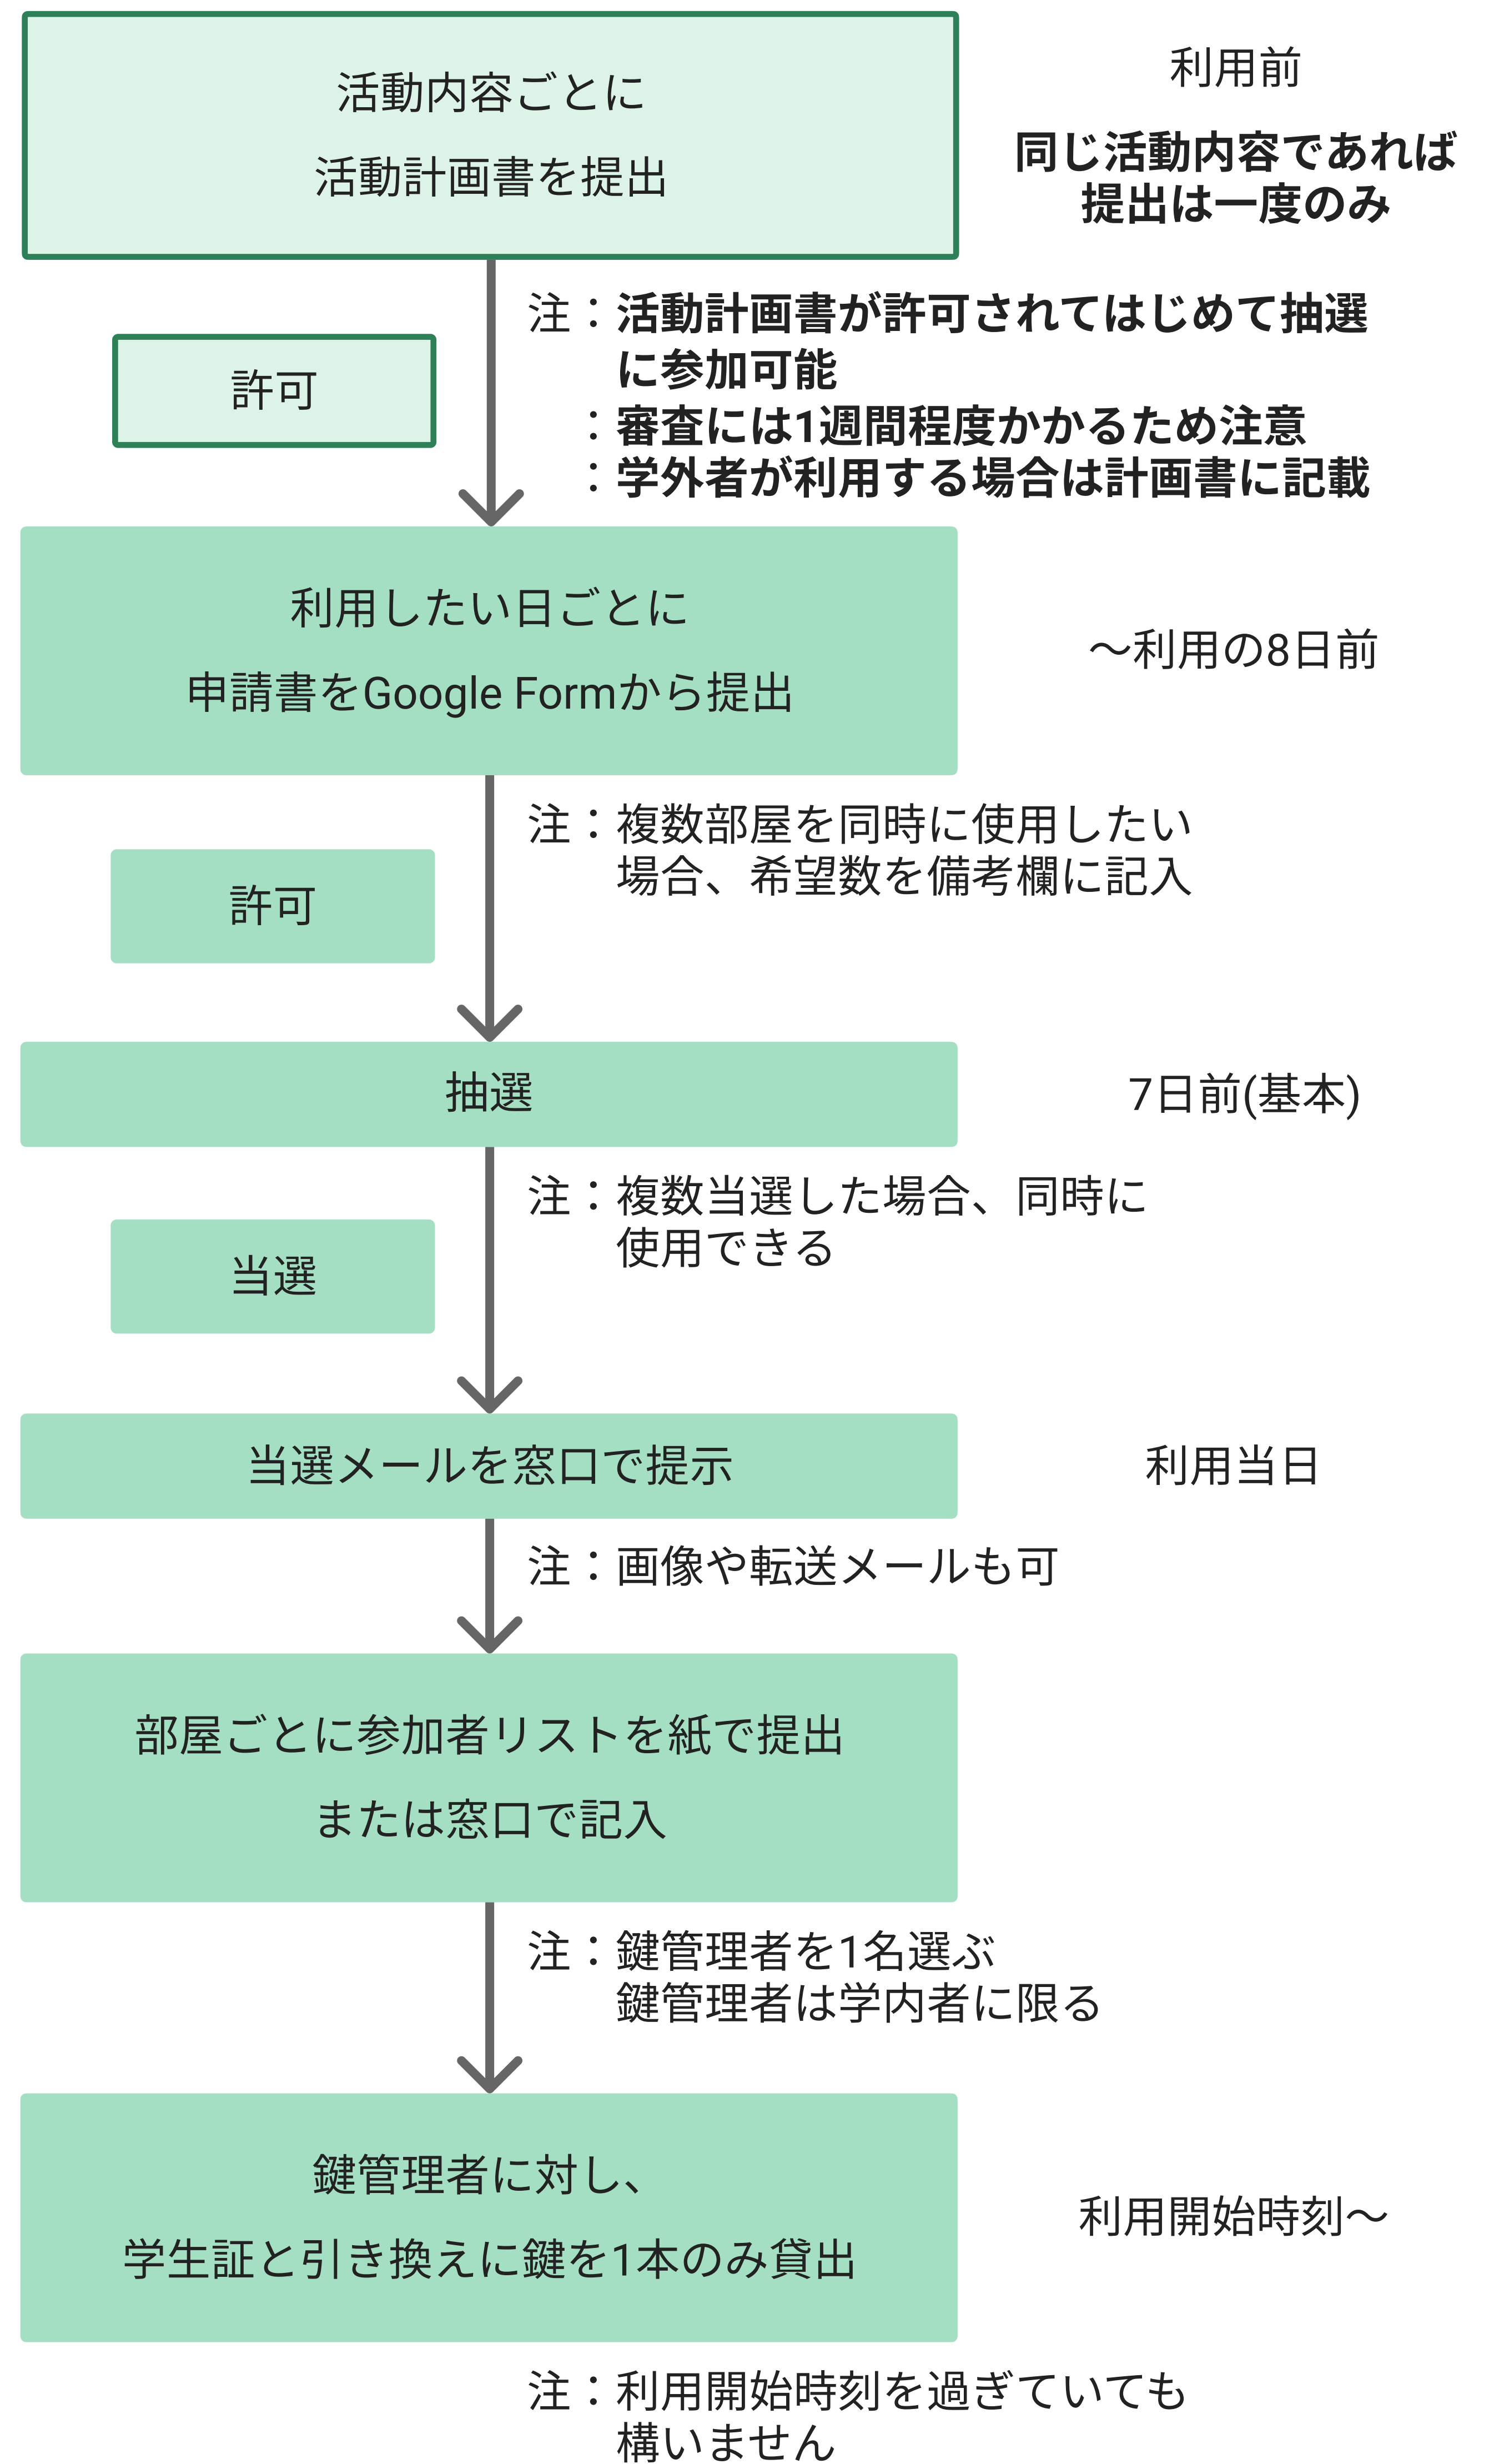 活動内容ごとに
活動計画書を提出
利用前
同じ活動内容であれば
提出は一度のみ
注：活動計画書が許可されてはじめて抽選
に参加可能
：審査には1週間程度かかるため注意
：学外者が利用する場合は計画書に記載
許可
利用したい日ごとに
申請書をGoogle Formから提出
～利用の8日前
注：複数部屋を同時に使用したい
場合、希望数を備考欄に記入
許可
抽選
7日前(基本)
注：複数当選した場合、同時に
使用できる
当選
当選メールを窓口で提示
利用当日
注：画像や転送メールも可
部屋ごとに参加者リストを紙で提出
または窓口で記入
注：鍵管理者を1名選ぶ
鍵管理者は学内者に限る
鍵管理者に対し、
学生証と引き換えに鍵を1本のみ貸出
利用開始時刻～
注：利用開始時刻を過ぎていても
構いません